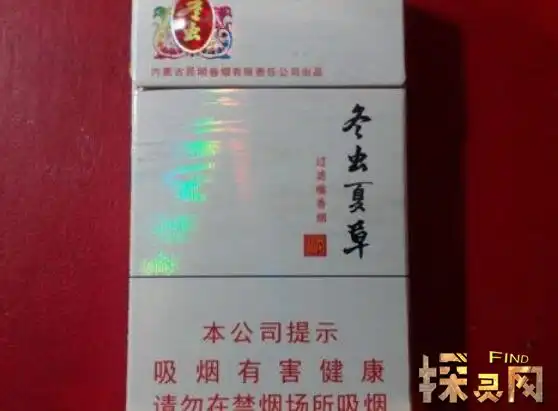 冬虫
内蒙古昆明卷烟有限责任公司出品
冬虫夏草
过滤嘴香烟
本公司提示
吸烟有害健康
请勿在禁烟场所吸烟
FIND
探灵网